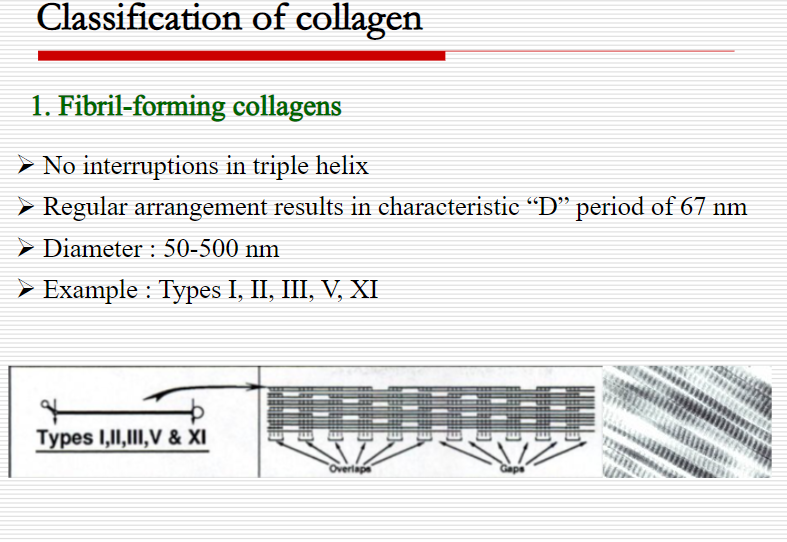 Classification of collagen
1. Fibril-forming collagens
➢ No interruptions in triple helix
➢ Regular arrangement results in characteristic “D” period of 67 nm
➢ Diameter : 50-500 nm
➢ Example : Types I, II, III, V, XI
Types I,II,III,V & XI
Overlaps
Gaps